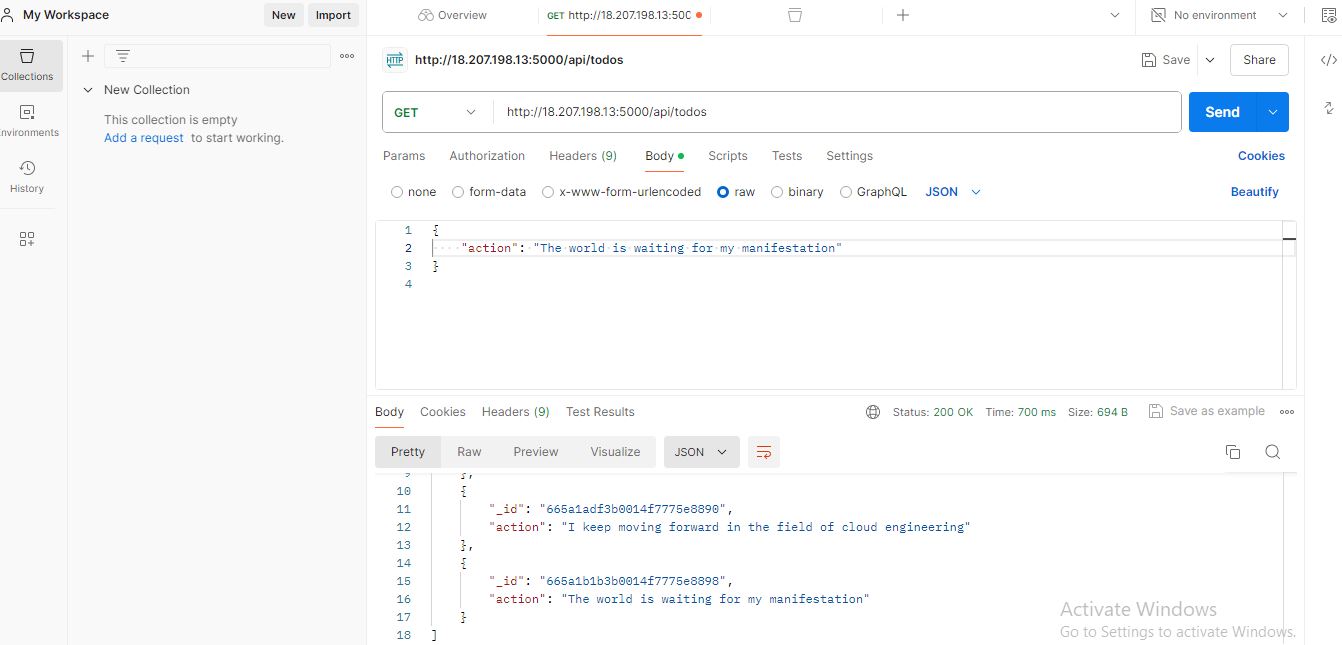 My Workspace New Import Overview GET http://18.207.198.13:500 No environment
Collections
http://18.207.198.13:5000/api/todos Save Share
New Collection
This collection is empty
Add a request to start working.
nvironments
History
GET http://18.207.198.13:5000/api/todos Send
Params Authorization Headers (9) Body Scripts Tests Settings Cookies
none form-data x-www-form-urlencoded raw binary GraphQL JSON Beautify
1 {
2 "action": "The world is waiting for my manifestation"
3 }
4
Body Cookies Headers (9) Test Results Status: 200 OK Time: 700 ms Size: 694 B Save as example
Pretty Raw Preview Visualize JSON
9 },
10 {
11 "_id": "665a1adf3b0014f7775e8890",
12 "action": "I keep moving forward in the field of cloud engineering"
13 },
14 {
15 "_id": "665a1b1b3b0014f7775e8898",
16 "action": "The world is waiting for my manifestation"
17 }
18 ]
Activate Windows
Go to Settings to activate Windows.